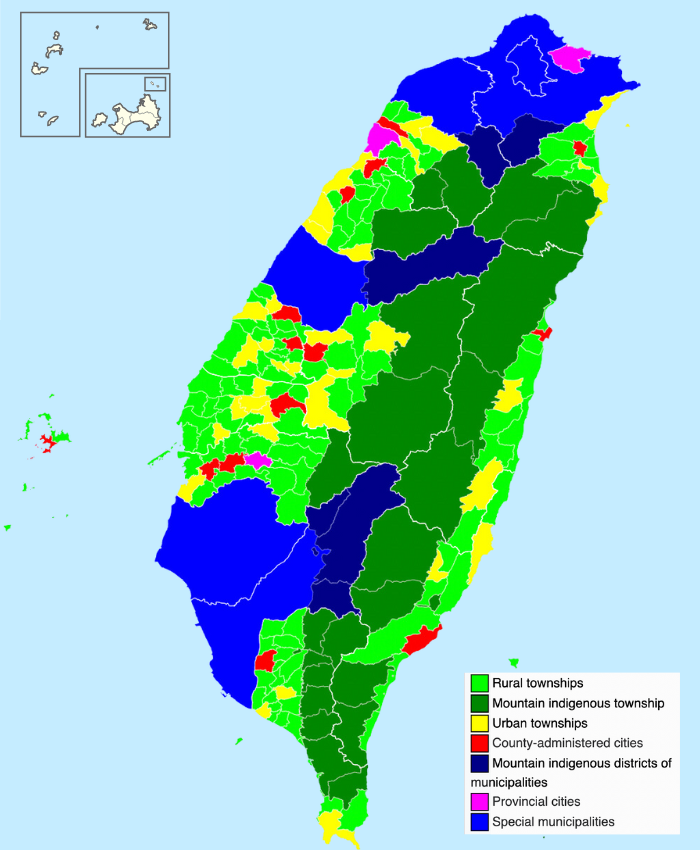 Rural townships
Mountain indigenous township
Urban townships
County-administered cities
Mountain indigenous districts of
municipalities
Provincial cities
Special municipalities